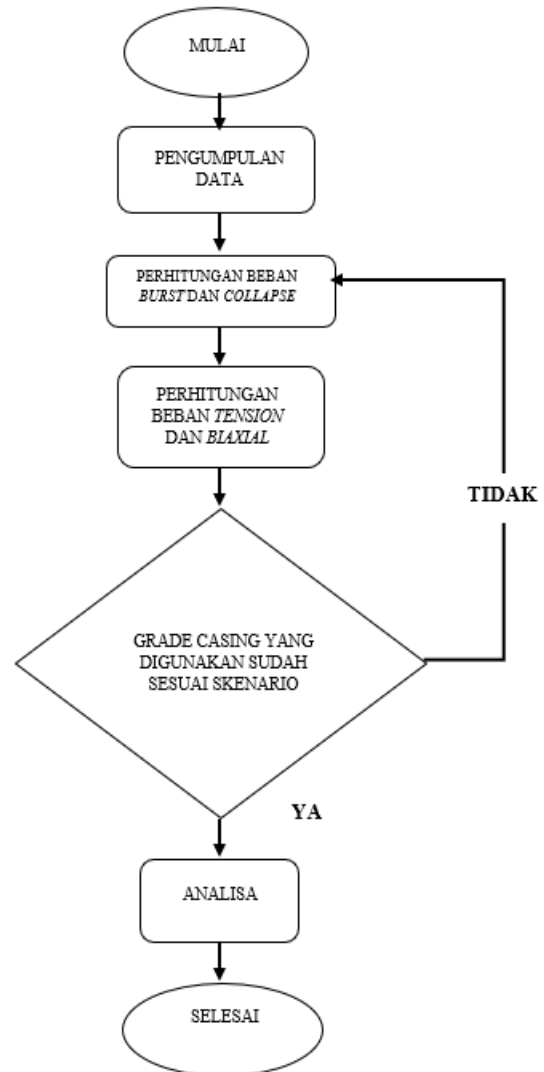 MULAI
PENGUMPULAN
DATA
PERHITUNGAN BEBAN
BURST DAN COLLAPSE
PERHITUNGAN
BEBAN TENSION
DAN BIAXIAL
TIDAK
GRADE CASING YANG
DIGUNAKAN SUDAH
SESUAI SKENARIO
YA
ANALISA
SELESAI